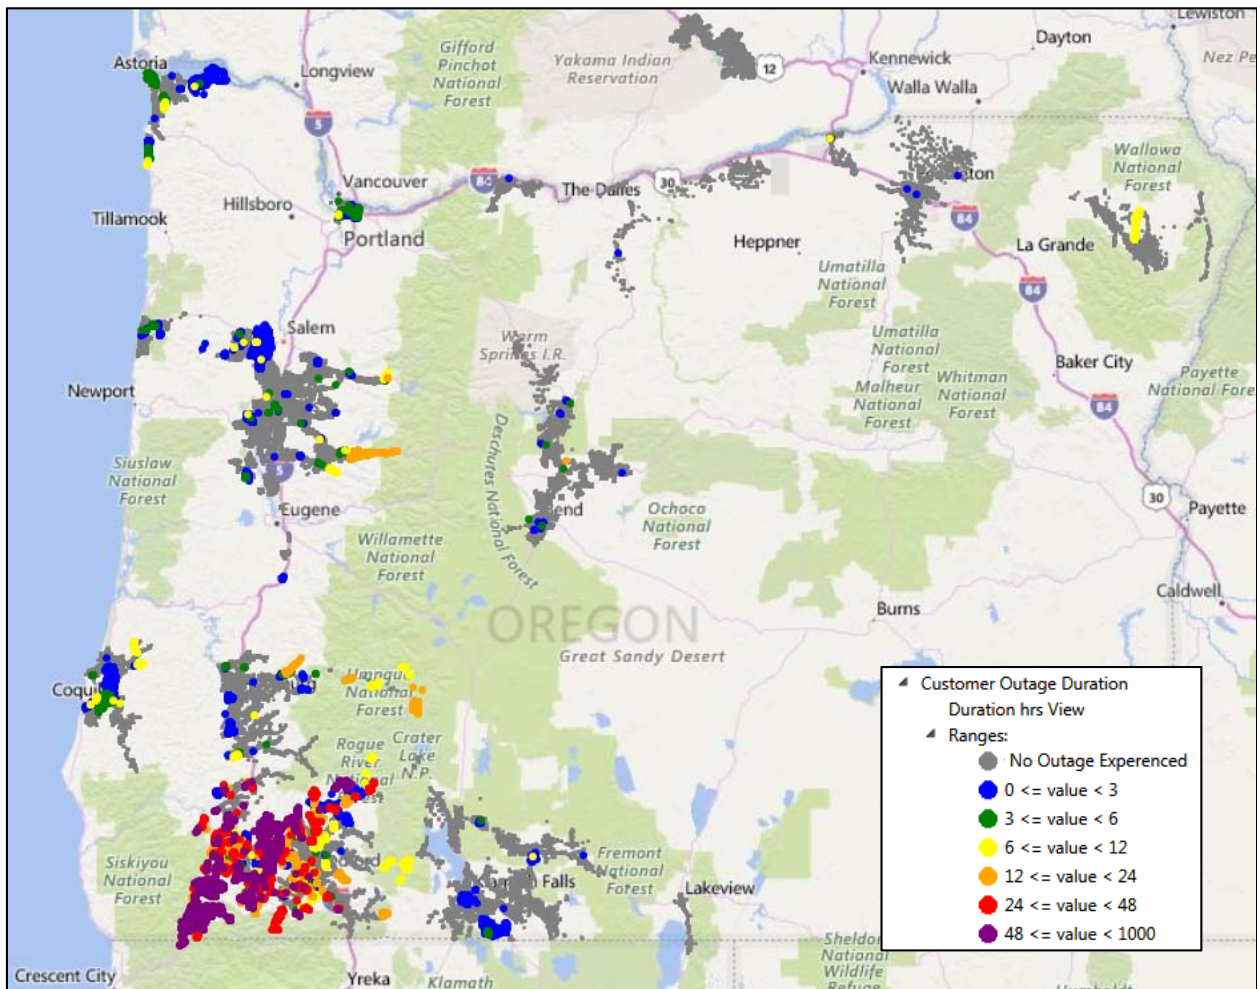 Lewiston
Dayton
Astoria
Gifford
Pinchot
National
Forest
Yakama Indian
Reservation
12
Kennewick
Nez Pe
Longview
Walla Walla
5
Wallowa
National
Forest
Vancouver
84
The Dalles
30
Tillamook
Hillsboro
Portland
84
Heppner
La Grande
Umatilla
National
Forest
84
Salem
Warm
Springs I.R.
Umatilla
National
Forest
Baker City
Newport
Malheur
National
Forest
Whitman
National
Forest
Payette
National Fore
84
Deschutes National Forest
Siuslaw
National
Forest
5
30
Eugene
Bend
Ochoco
National
Forest
Payette
Willamette
National
Forest
Caldwell
Burns
OREGON
Great Sandy Desert
Coqui
Umpqua
National
Forest
Customer Outage Duration
Duration hrs View
Ranges:
No Outage Experenced
0 <= value < 3
3 <= value < 6
6 <= value < 12
12 <= value < 24
24 <= value < 48
48 <= value < 1000
Rogue
River
National
Crater
Lake
N.P.
Siskiyou
National
Forest
Falls
Fremont
National
Forest
Lakeview
Sheldon
National
Wildlife
Refuge
Crescent City
Yreka
Klamath
Humboldt